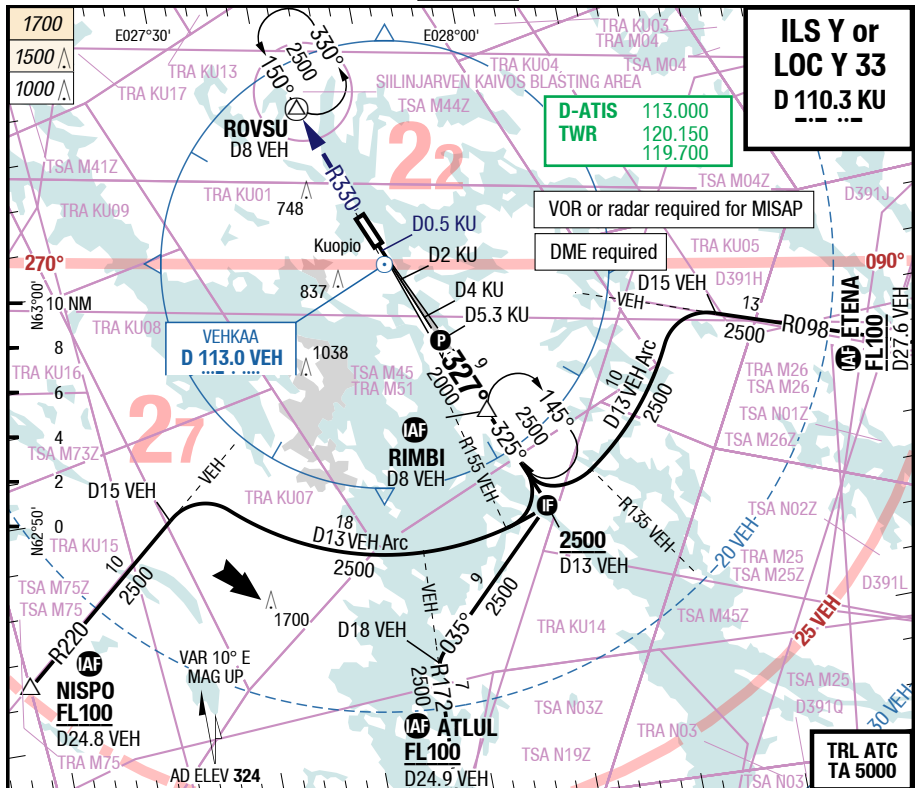 1700
1500
1000
E027°30'
E028°00'
TRA KU03
TRA M04
TRA KU13
TRA KU17
TRA KU04
TSA M04
SIILINJARVEN KAIVOS BLASTING AREA
TSA M44Z
330°
2500
150°
ILS Y or
LOC Y 33
D 110.3 KU
D-ATIS 113.000
TWR 120.150
119.700
ROVSU
D8 VEH
22
TSA M41Z
TRA KU01
TRA KU09
R330
748
TSA M04Z
D391J
VOR or radar required for MISAP
DME required
TRA KU05
D0.5 KU
Kuopio
D2 KU
270°
090°
D391H
D15 VEH
VEH
13
2500
R098
ETENA
IAF
FL100
D27.6 VEH
837
D4 KU
D5.3 KU
N63°00'
10 NM
8
6
4
2
0
N62°50'
TRA KU08
VEHKAA
D 113.0 VEH
1038
P
327°
9
2000
TSA M45
TRA M51
TRA KU16
10
D13 VEH Arc
2500
TRA M26
TSA M26
TSA N01Z
TSA M26Z
27
TSA M73Z
IAF
RIMBI
D8 VEH
145°
2500
325°
R155 VEH
VEH
D15 VEH
TRA KU07
TRA KU15
18
D13 VEH Arc
2500
IF
2500
D13 VEH
R135 VEH
20 VEH
TSA N02Z
TRA M25
TSA M25Z
D391L
TSA M75Z
TSA M75
10
2500
R220
1700
VEH
9
2500
035°
D18 VEH
TRA KU14
TSA M45Z
25 VEH
VAR 10° E
MAG UP
IAF
NISPO
FL100
D24.8 VEH
TRA M75
AD ELEV 324
R172
7
2500
IAF ATLUL
FL100
D24.9 VEH
TSA N03Z
TSA N19Z
TRA N03
TSA M25
D391Q
30 VEH
TSA N03
TRL ATC
TA 5000